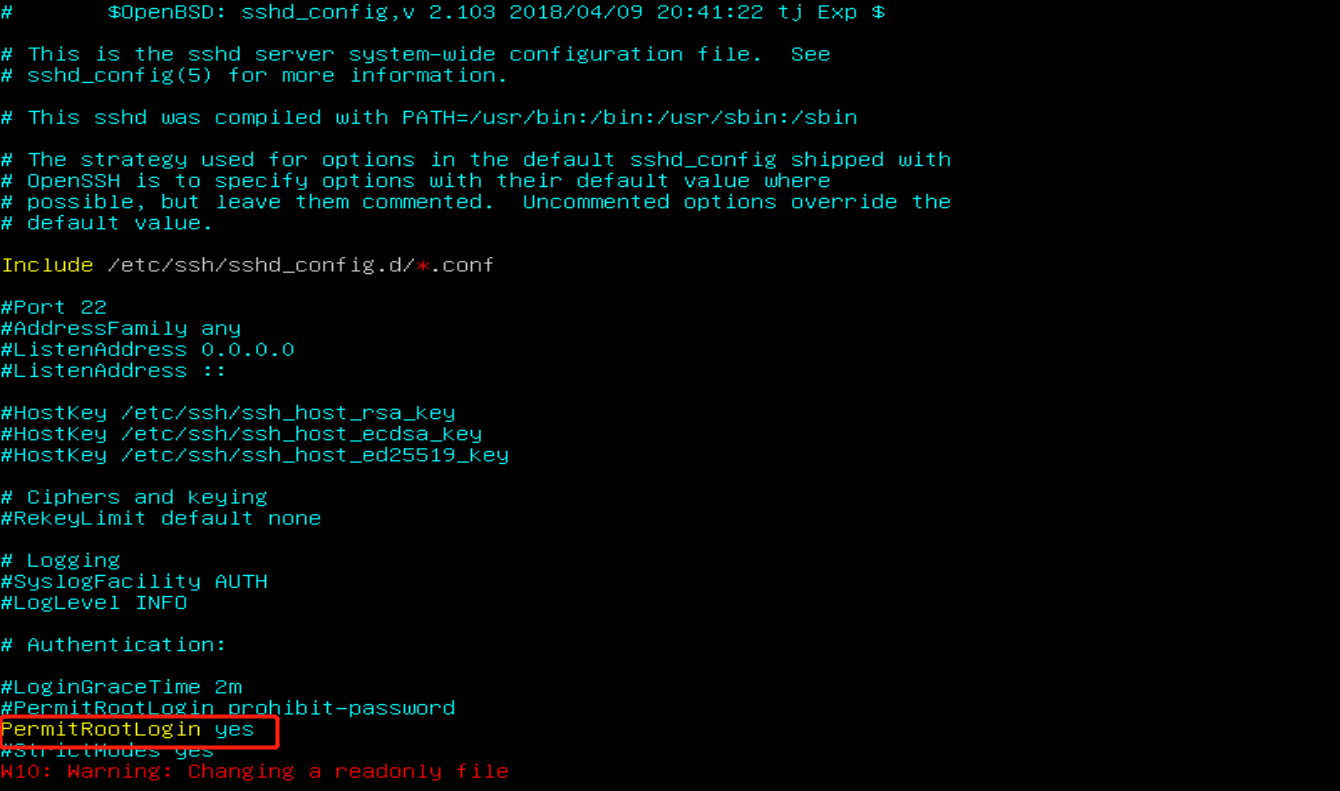 #       $OpenBSD: sshd_config,v 2.103 2018/04/09 20:41:22 tj Exp $
# This is the sshd server system-wide configuration file.  See
# sshd_config(5) for more information.
# This sshd was compiled with PATH=/usr/bin:/bin:/usr/sbin:/sbin
# The strategy used for options in the default sshd_config shipped with
# OpenSSH is to specify options with their default value where
# possible, but leave them commented.  Uncommented options override the
# default value.
Include /etc/ssh/sshd_config.d/*.conf
#Port 22
#AddressFamily any
#ListenAddress 0.0.0.0
#ListenAddress ::
#HostKey /etc/ssh/ssh_host_rsa_key
#HostKey /etc/ssh/ssh_host_ecdsa_key
#HostKey /etc/ssh/ssh_host_ed25519_key
# Ciphers and keying
#RekeyLimit default none
# Logging
#SyslogFacility AUTH
#LogLevel INFO
# Authentication:
#LoginGraceTime 2m
#PermitRootLogin prohibit-password
PermitRootLogin yes
#StrictModes yes
W10: Warning: Changing a readonly file